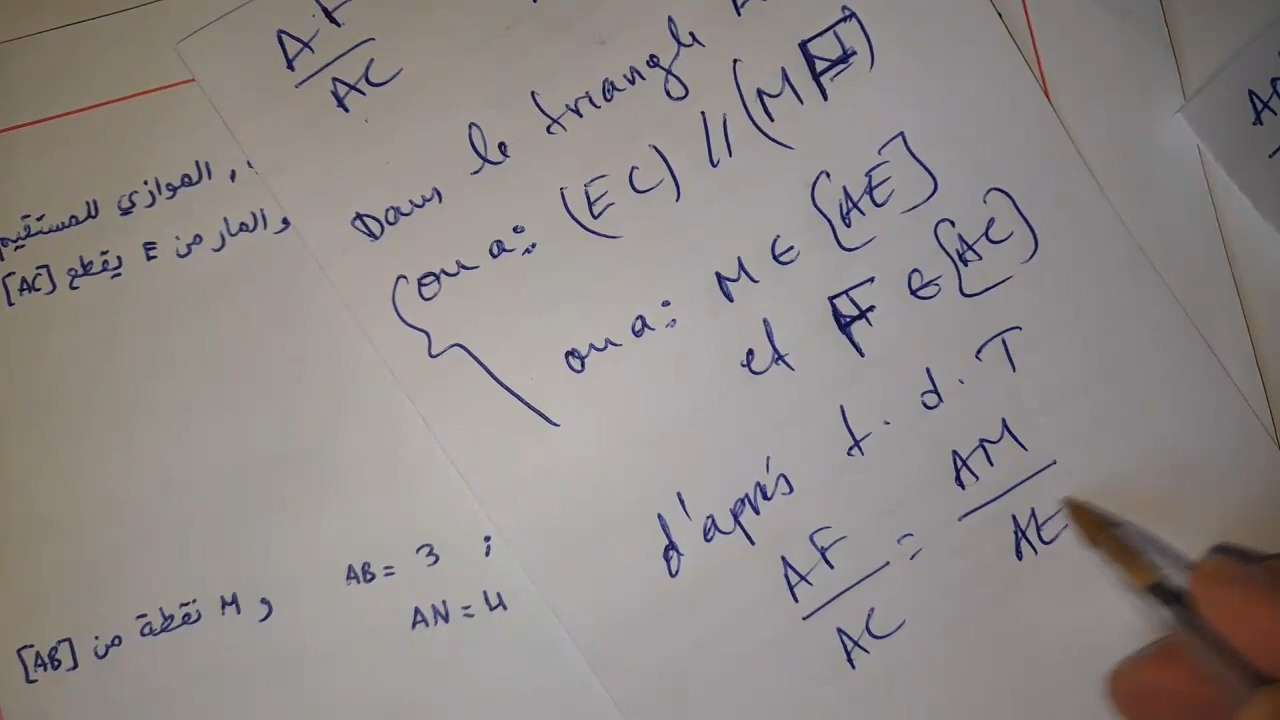 AF
AC
Dans le triangle
on a: (EC) // (MF)
on a: M ∈ [AE]
et F ∈ [AC]
d'après t. d. T
AF/AC = AM/AE
, الموازي للمستقيم
والمار من E يقطع [AC]
AB = 3 ;
و M نقطة من [AB]
AN = 4